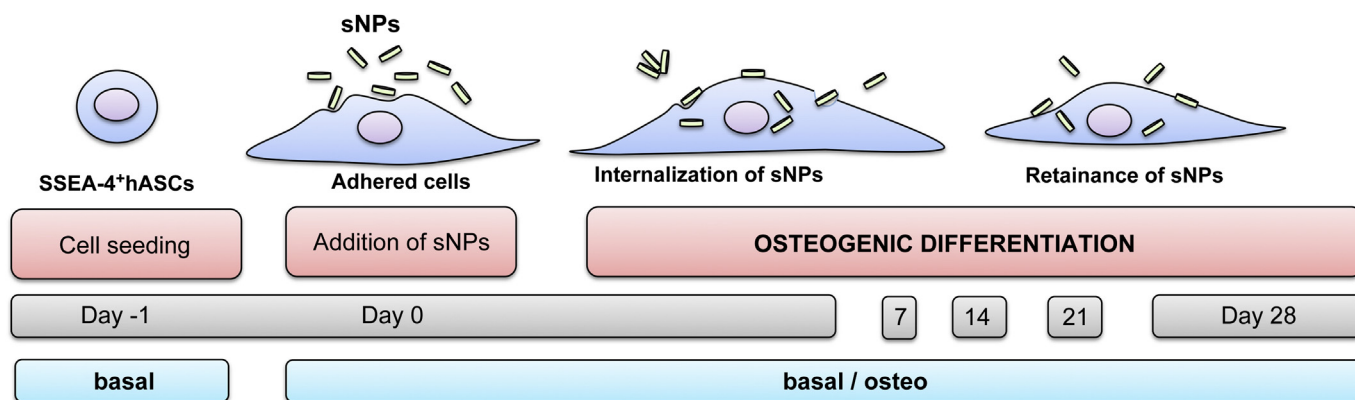 sNPs
SSEA-4⁺hASCs
Adhered cells
Internalization of sNPs
Retainance of sNPs
Cell seeding
Addition of sNPs
OSTEOGENIC DIFFERENTIATION
Day -1
Day 0
7
14
21
Day 28
basal
basal / osteo